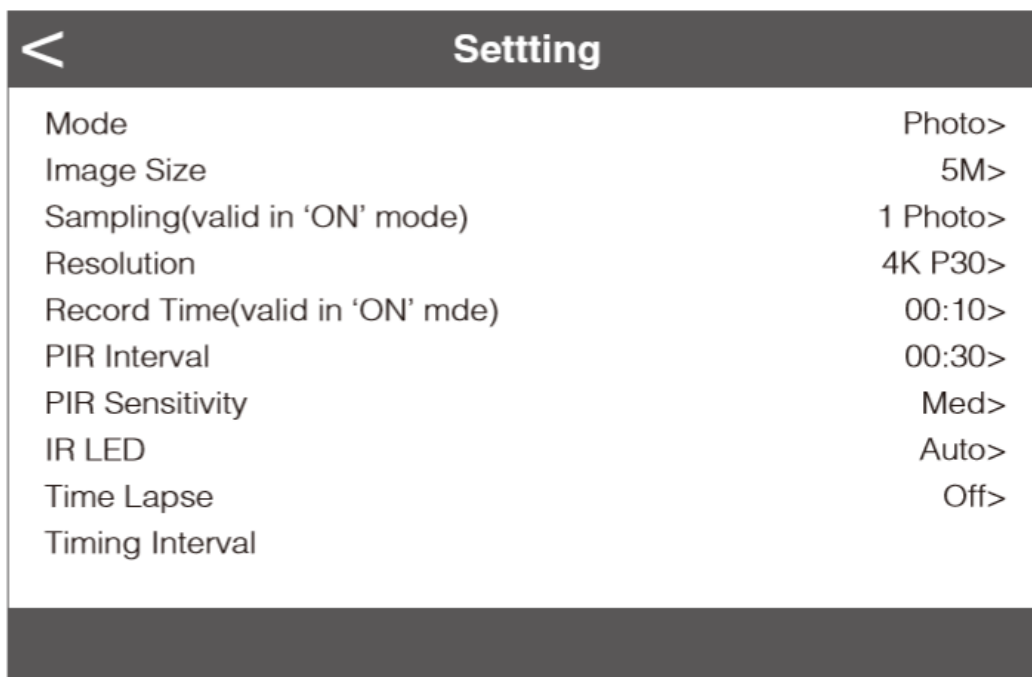 < Settting
Mode Photo>
Image Size 5M>
Sampling(valid in ‘ON’ mode) 1 Photo>
Resolution 4K P30>
Record Time(valid in ‘ON’ mde) 00:10>
PIR Interval 00:30>
PIR Sensitivity Med>
IR LED Auto>
Time Lapse Off>
Timing Interval